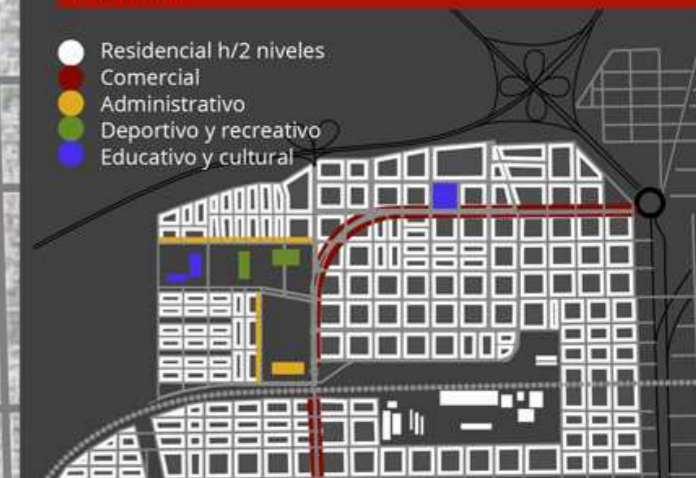 Residencial h/2 niveles
Comercial
Administrativo
Deportivo y recreativo
Educativo y cultural